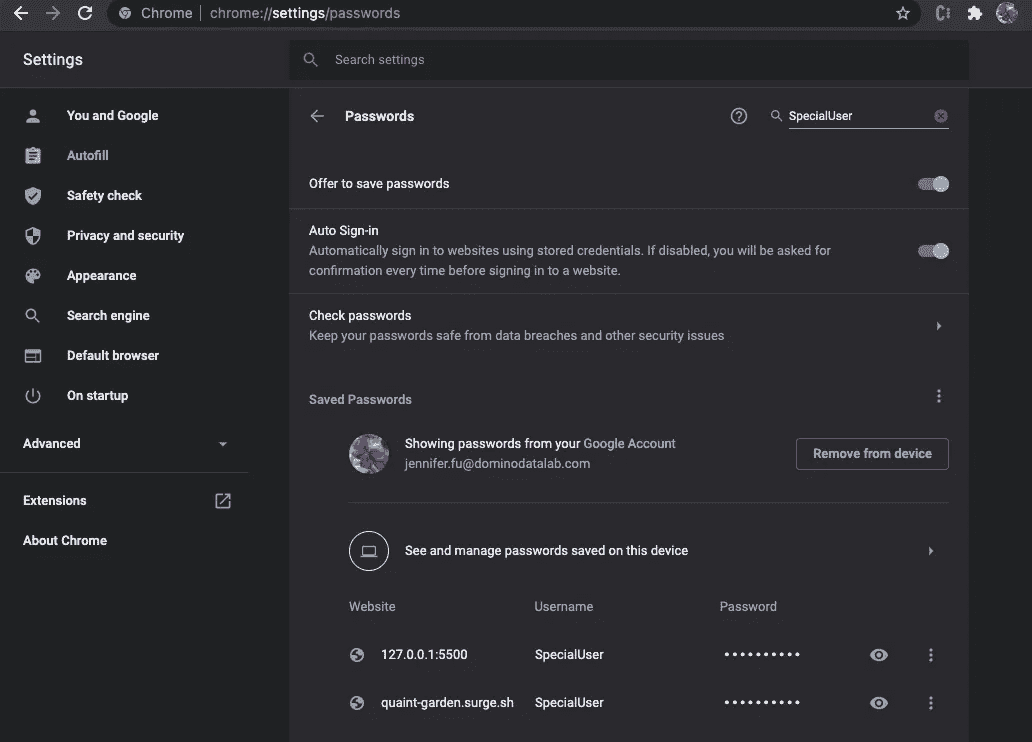 Chrome | chrome://settings/passwords
Settings
Search settings
You and Google
Autofill
Safety check
Privacy and security
Appearance
Search engine
Default browser
On startup
Advanced
Extensions
About Chrome
Passwords
SpecialUser
Offer to save passwords
Auto Sign-in
Automatically sign in to websites using stored credentials. If disabled, you will be asked for
confirmation every time before signing in to a website.
Check passwords
Keep your passwords safe from data breaches and other security issues
Saved Passwords
Showing passwords from your Google Account
jennifer.fu@dominodatalab.com
Remove from device
See and manage passwords saved on this device
Website Username Password
127.0.0.1:5500 SpecialUser ••••••••••
quaint-garden.surge.sh SpecialUser ••••••••••